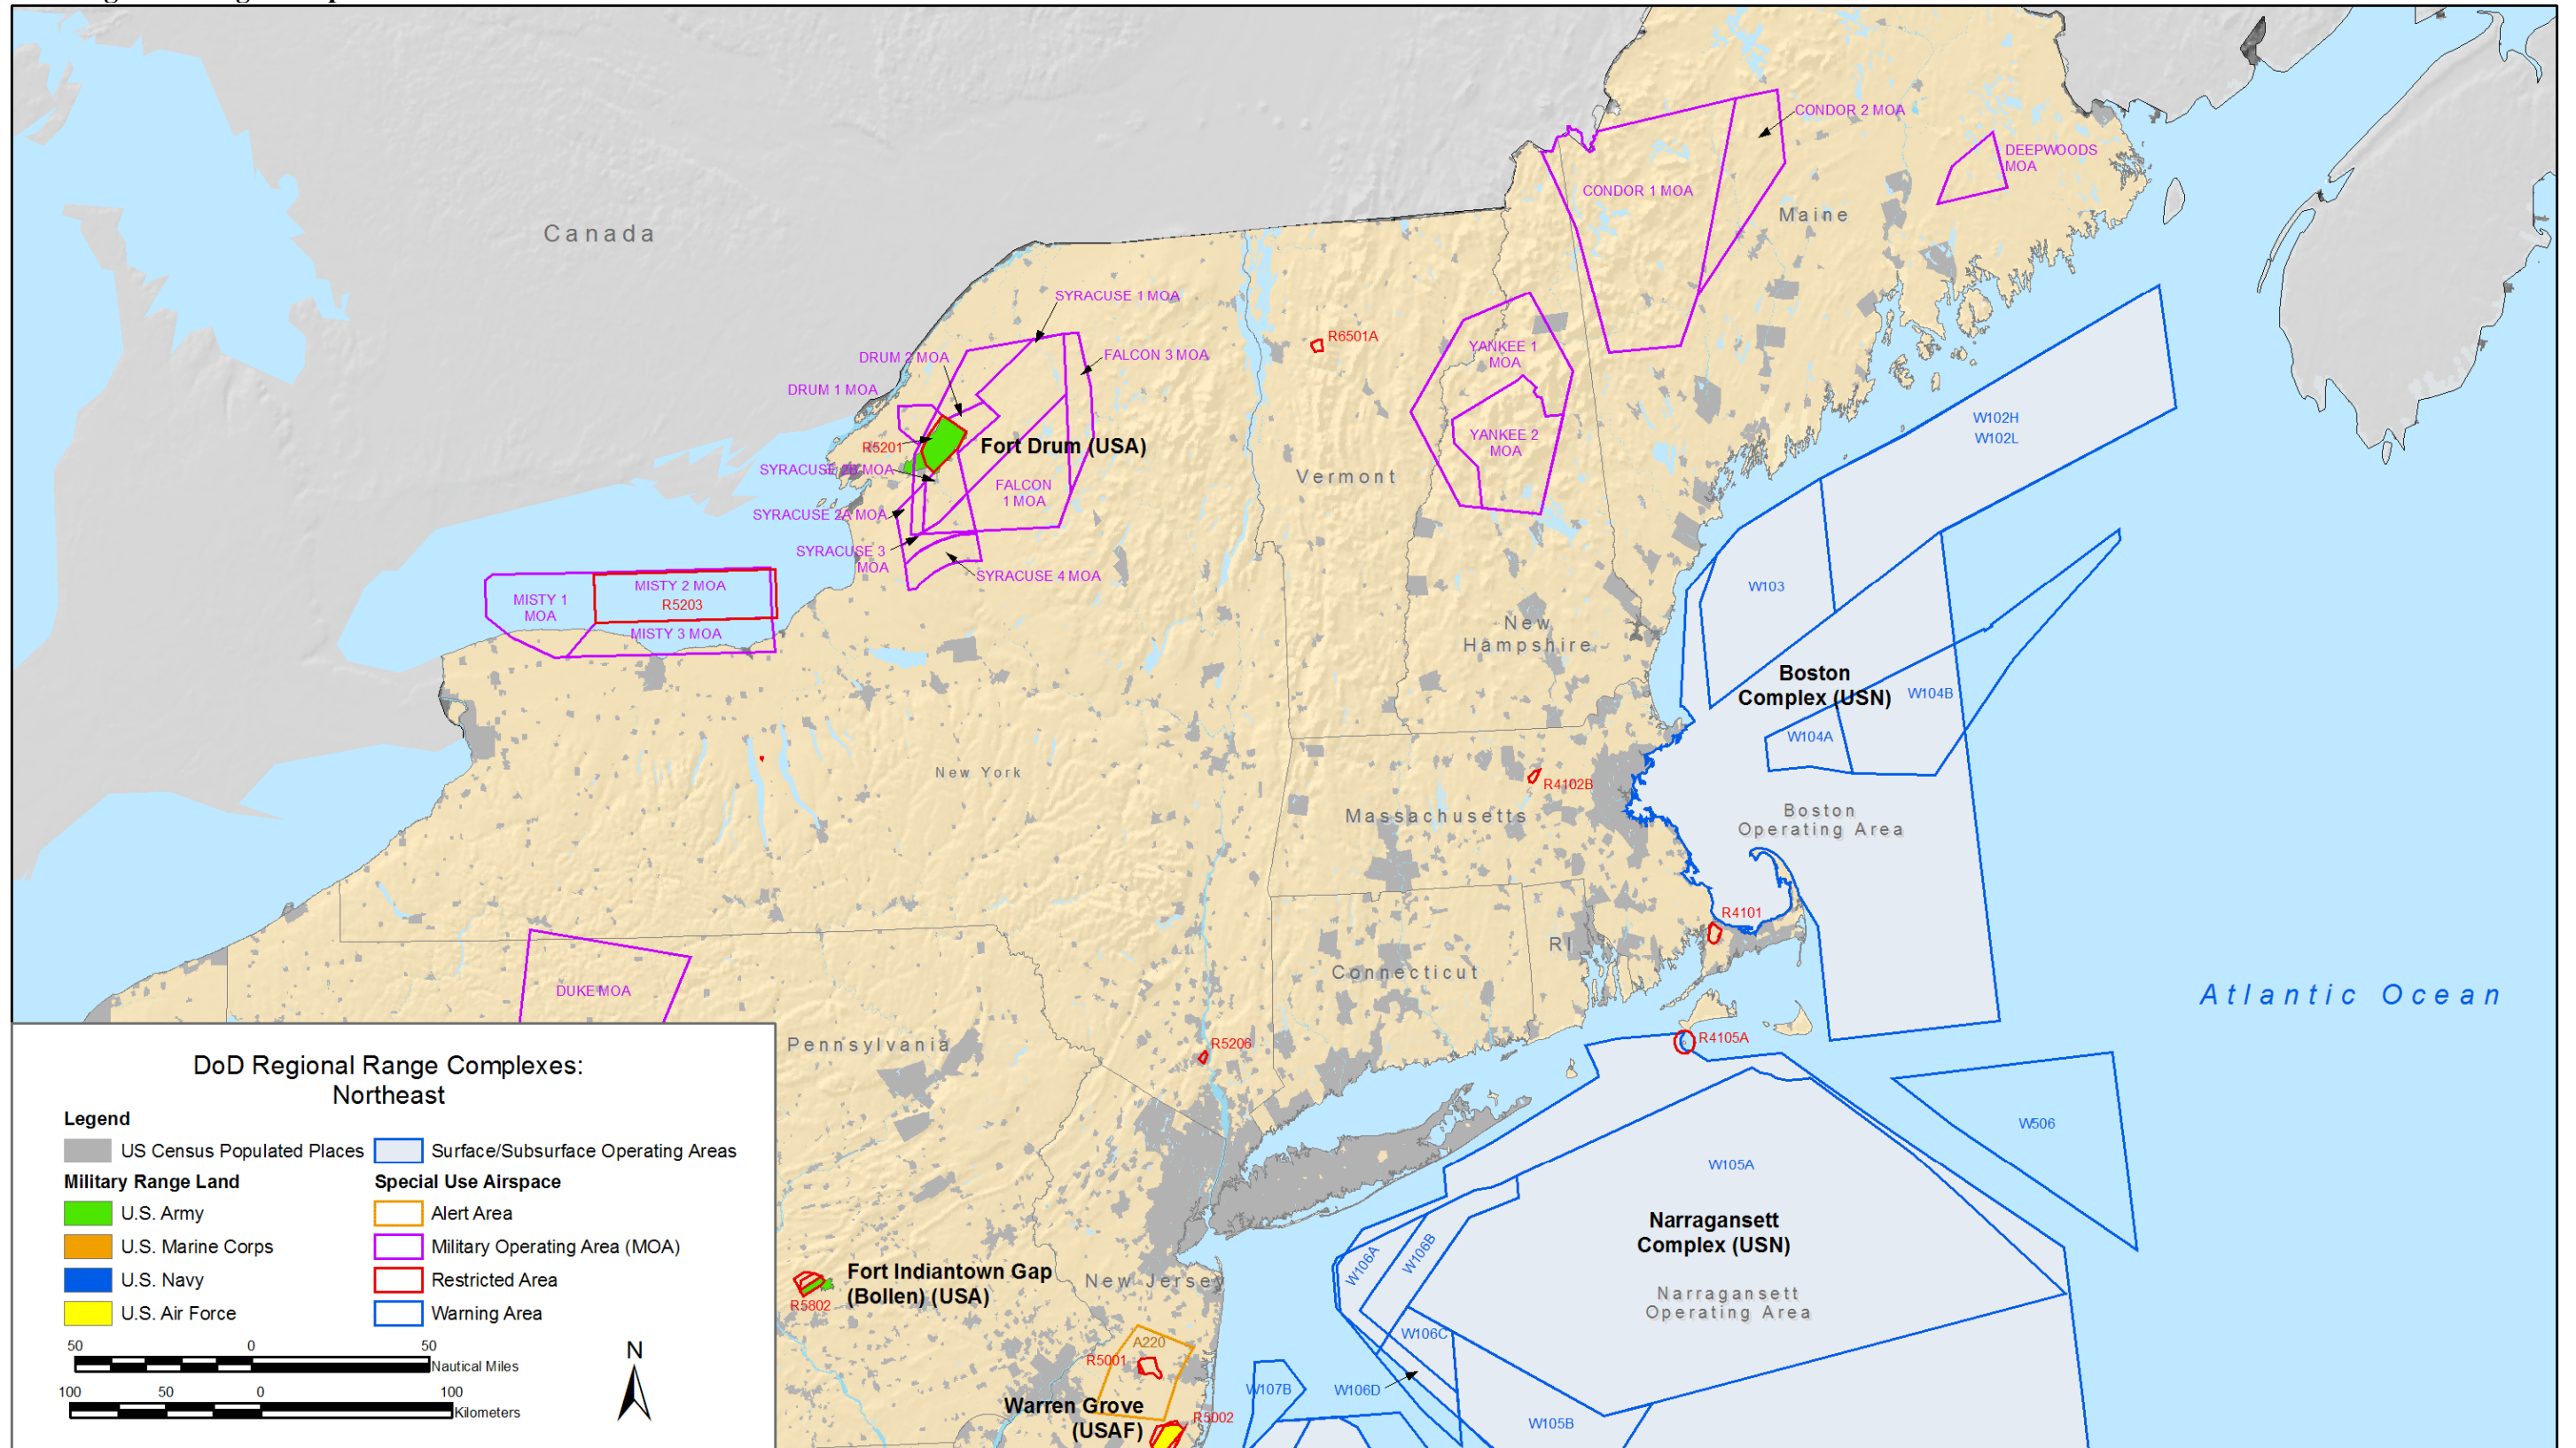 CONDOR 2 MOA
DEEPWOODS
MOA
CONDOR 1 MOA
Maine
Canada
SYRACUSE 1 MOA
R6501A
YANKEE 1
MOA
DRUM 2 MOA
FALCON 3 MOA
DRUM 1 MOA
W102H
W102L
YANKEE 2
MOA
R5201
Fort Drum (USA)
SYRACUSE 2B MOA
Vermont
FALCON
1 MOA
SYRACUSE 2A MOA
SYRACUSE 3
MOA
SYRACUSE 4 MOA
MISTY 2 MOA
W103
MISTY 1
MOA
R5203
MISTY 3 MOA
New
Hampshire
Boston
Complex (USN)
W104B
W104A
New York
R4102B
Massachusetts
Boston
Operating Area
R4101
RI
Connecticut
DUKE MOA
Atlantic Ocean
R4105A
Pennsylvania
R5206
W506
W105A
Narragansett
Complex (USN)
W106A
W106B
Fort Indiantown Gap
(Bollen) (USA)
R5802
New Jersey
Narragansett
Operating Area
A220
R5001
W106C
W107B
W106D
Warren Grove
(USAF)
R5002
W105B
DoD Regional Range Complexes:
Northeast
Legend
US Census Populated Places
Surface/Subsurface Operating Areas
Military Range Land
Special Use Airspace
U.S. Army
Alert Area
U.S. Marine Corps
Military Operating Area (MOA)
U.S. Navy
Restricted Area
U.S. Air Force
Warning Area
50 0 50
Nautical Miles
100 50 0 100
Kilometers
N